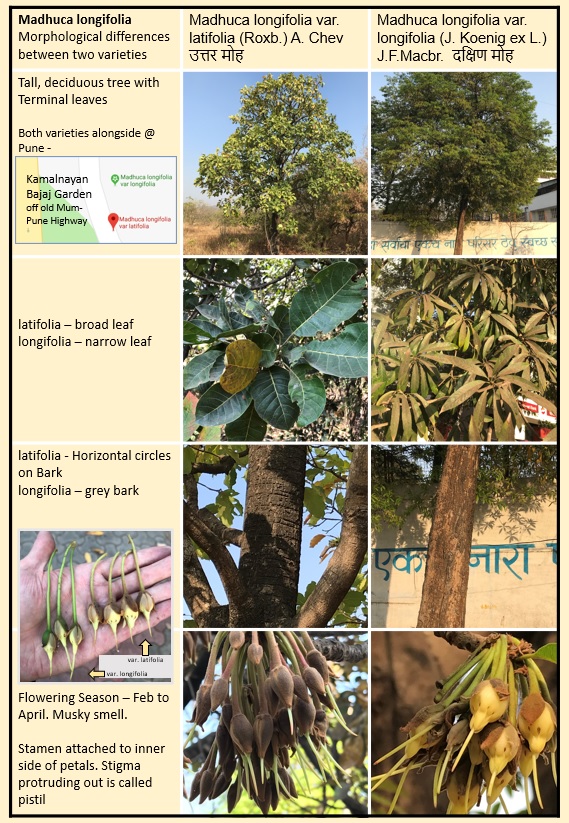 Madhuca longifolia
Morphological differences
between two varieties
Madhuca longifolia var.
latifolia (Roxb.) A. Chev
उत्तर मोह
Madhuca longifolia var.
longifolia (J. Koenig ex L.)
J.F.Macbr. दक्षिण मोह
Tall, deciduous tree with
Terminal leaves
Both varieties alongside @
Pune -
Kamalnayan
Bajaj Garden
off old Mum-
Pune Highway
Madhuca longifolia
var longifolia
Madhuca longifolia
var latifolia
एकच नारा परिसर ठेवू स्वच्छ
latifolia – broad leaf
longifolia – narrow leaf
latifolia - Horizontal circles
on Bark
longifolia – grey bark
नारा
var. latifolia
var. longifolia
Flowering Season – Feb to
April. Musky smell.
Stamen attached to inner
side of petals. Stigma
protruding out is called
pistil